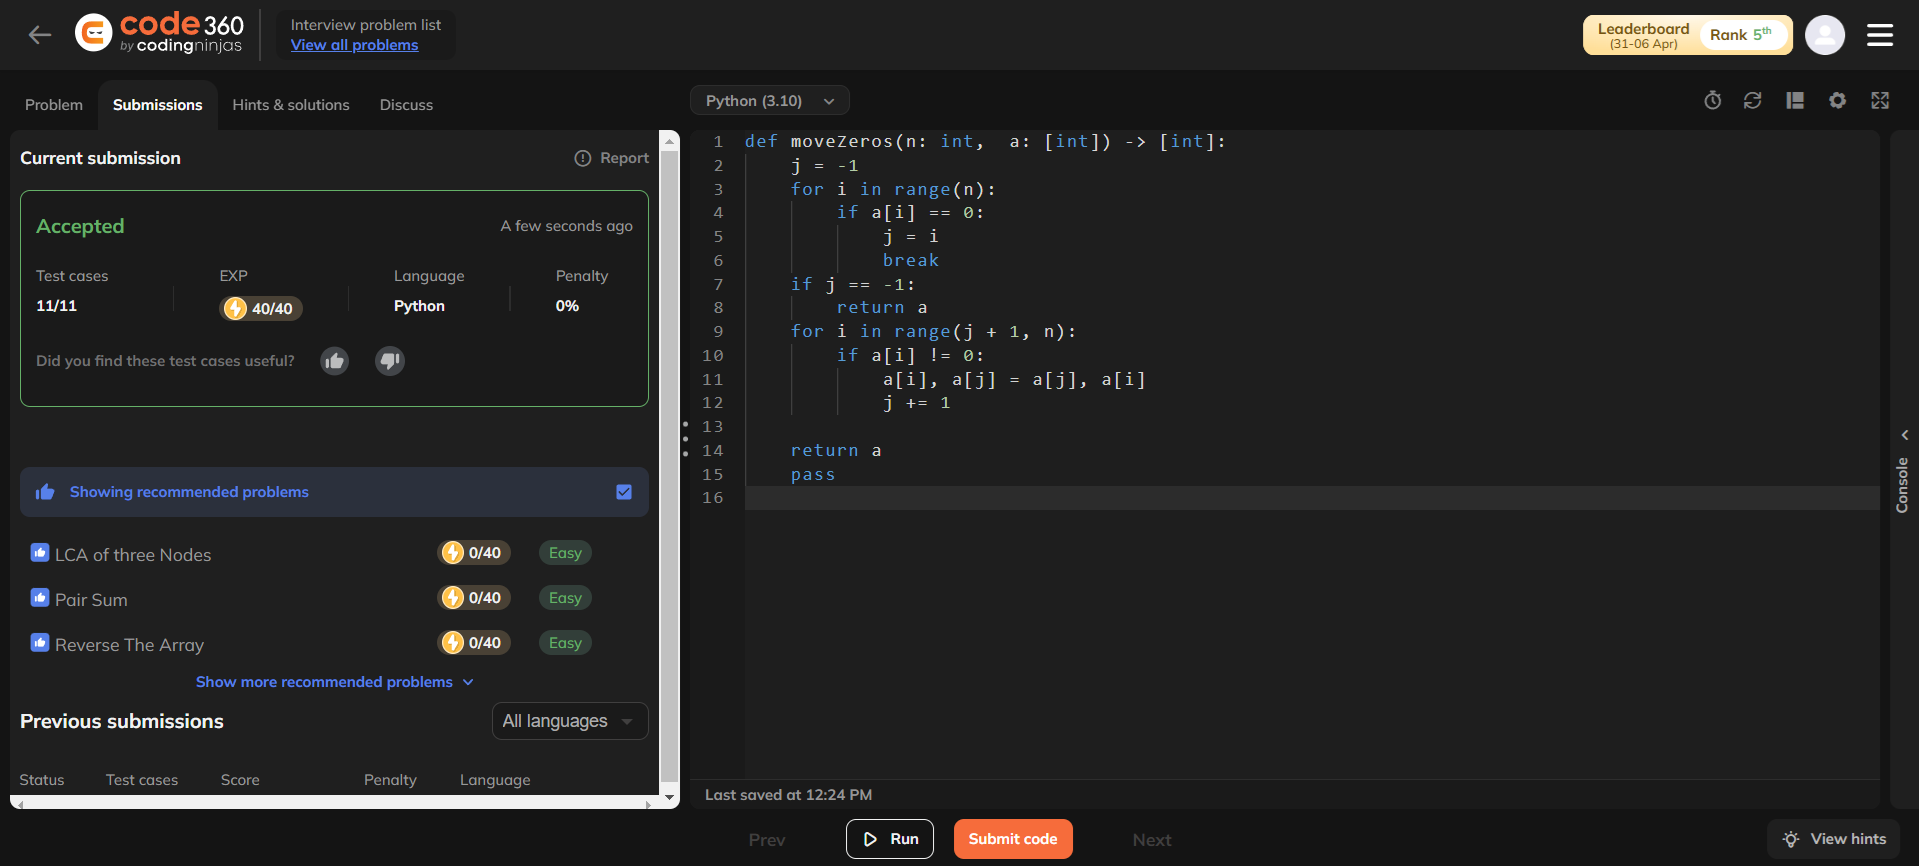 code 360
by codingninjas
Interview problem list
View all problems
Leaderboard
(31-06 Apr)
Rank 5th
Problem
Submissions
Hints & solutions
Discuss
Python (3.10)
Current submission
Report
Accepted
A few seconds ago
Test cases
EXP
Language
Penalty
11/11
40/40
Python
0%
Did you find these test cases useful?
Showing recommended problems
LCA of three Nodes
0/40
Easy
Pair Sum
0/40
Easy
Reverse The Array
0/40
Easy
Show more recommended problems
Previous submissions
All languages
Status
Test cases
Score
Penalty
Language
1 def moveZeros(n: int,  a: [int]) -> [int]:
2     j = -1
3     for i in range(n):
4         if a[i] == 0:
5             j = i
6             break
7     if j == -1:
8         return a
9     for i in range(j + 1, n):
10         if a[i] != 0:
11             a[i], a[j] = a[j], a[i]
12             j += 1
13
14     return a
15     pass
16
Console
Last saved at 12:24 PM
Prev
Run
Submit code
Next
View hints